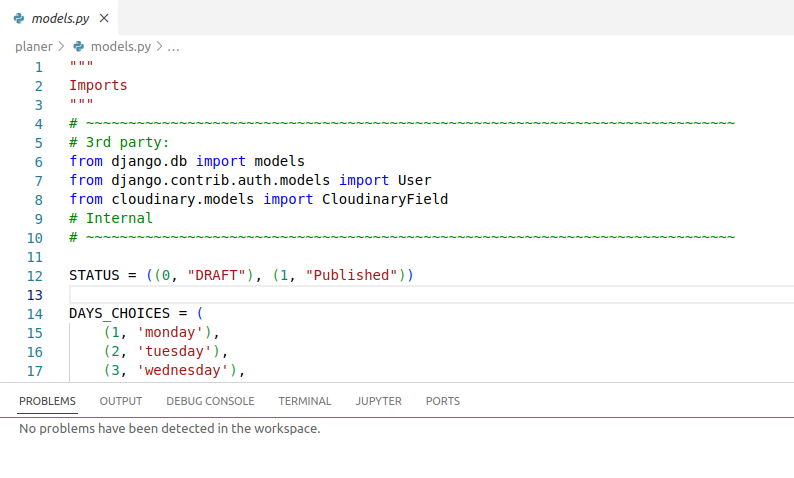 models.py ×
planer > models.py > ...
1 """
2 Imports
3 """
4 # ~~~~~~~~~~~~~~~~~~~~~~~~~~~~~~~~~~~~~~~~~~~~~~~~~~~~~~~~~~~~~~~~~~~~~~~~~~~~~
5 # 3rd party:
6 from django.db import models
7 from django.contrib.auth.models import User
8 from cloudinary.models import CloudinaryField
9 # Internal
10 # ~~~~~~~~~~~~~~~~~~~~~~~~~~~~~~~~~~~~~~~~~~~~~~~~~~~~~~~~~~~~~~~~~~~~~~~~~~~~~
11
12 STATUS = ((0, "DRAFT"), (1, "Published"))
13
14 DAYS_CHOICES = (
15     (1, 'monday'),
16     (2, 'tuesday'),
17     (3, 'wednesday'),
PROBLEMS OUTPUT DEBUG CONSOLE TERMINAL JUPYTER PORTS
No problems have been detected in the workspace.